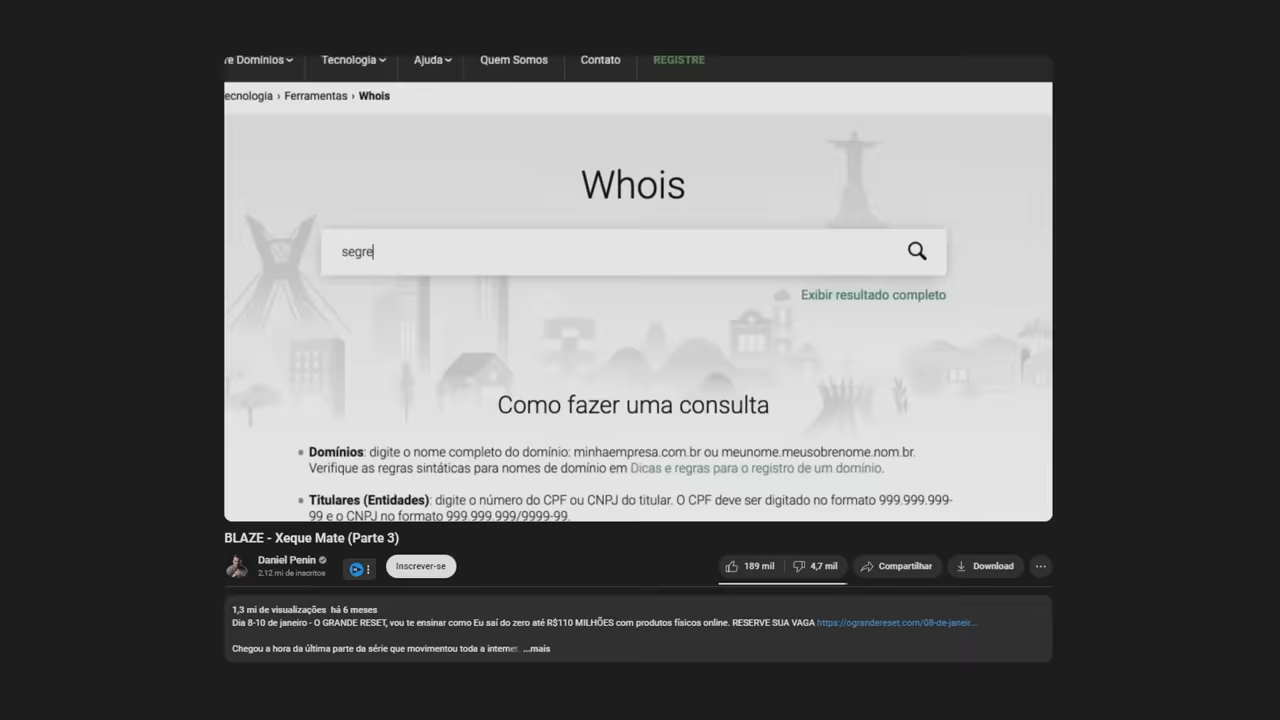 re Domínios Tecnologia Ajuda Quem Somos Contato REGISTRE
ecnologia › Ferramentas › Whois
Whois
segre
Exibir resultado completo
Como fazer uma consulta
Domínios: digite o nome completo do domínio: minhaempresa.com.br ou meunome.meusobrenome.nom.br.
Verifique as regras sintáticas para nomes de domínio em Dicas e regras para o registro de um domínio.
Titulares (Entidades): digite o número do CPF ou CNPJ do titular. O CPF deve ser digitado no formato 999.999.999-
99 e o CNPJ no formato 999.999.999/9999-99.
BLAZE - Xeque Mate (Parte 3)
Daniel Penin
2.12 mi de inscritos
Inscrever-se
189 mil 4,7 mil Compartilhar Download
1,3 mi de visualizações há 6 meses
Dia 8-10 de janeiro - O GRANDE RESET, vou te ensinar como Eu saí do zero até R$110 MILHÕES com produtos físicos online. RESERVE SUA VAGA https://ograndereset.com/08-de-janeir...
Chegou a hora da última parte da série que movimentou toda a internet ...mais